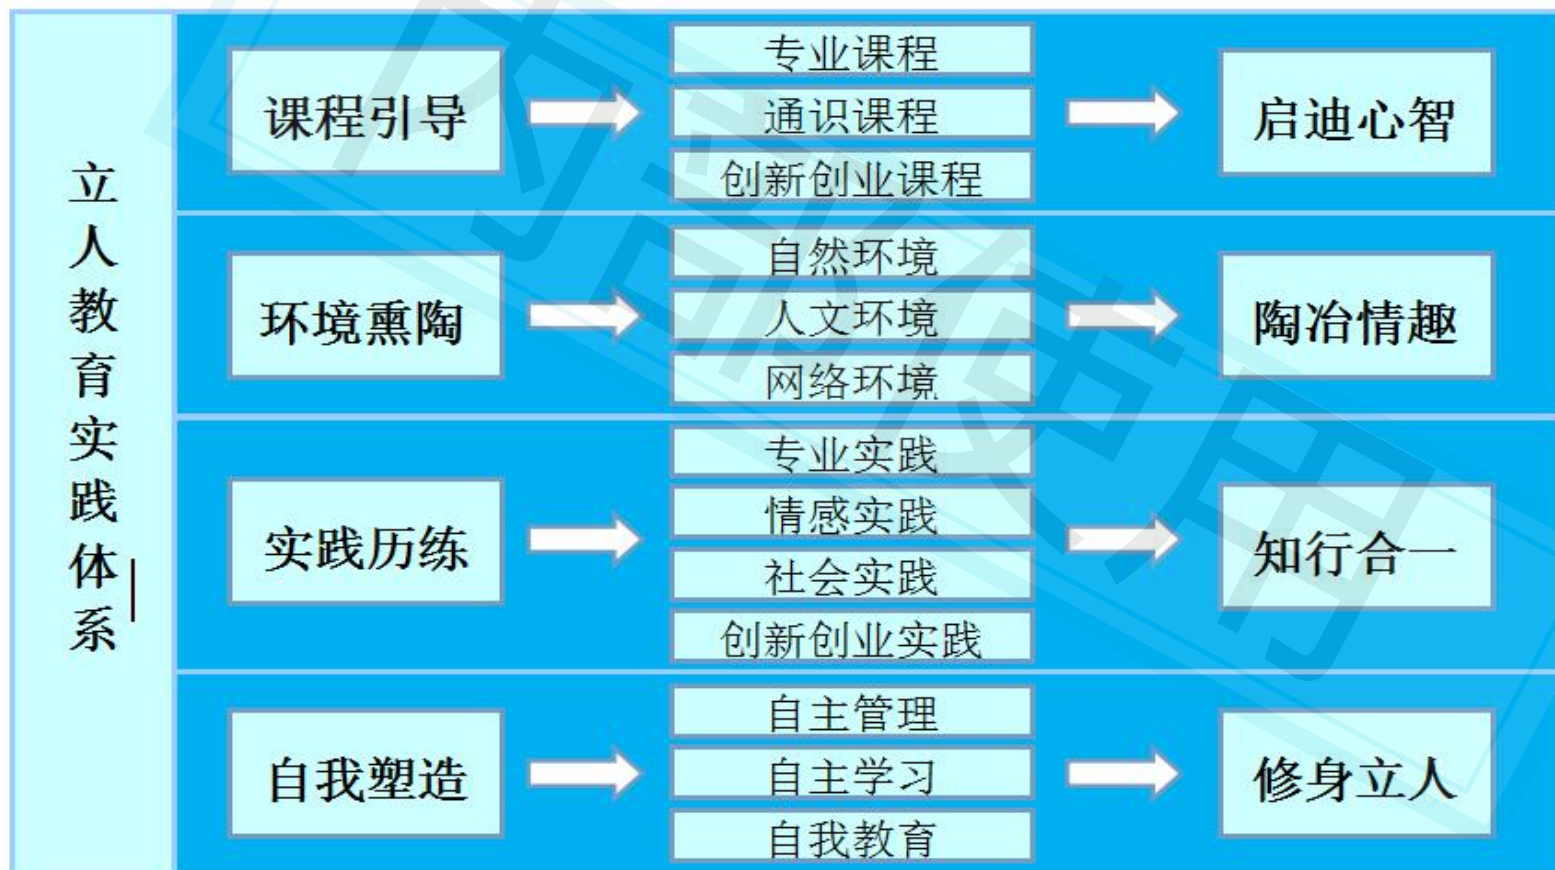 立人教育实践体系
课程引导
专业课程
通识课程
创新创业课程
启迪心智
环境熏陶
自然环境
人文环境
网络环境
陶冶情趣
实践历练
专业实践
情感实践
社会实践
创新创业实践
知行合一
自我塑造
自主管理
自主学习
自我教育
修身立人
内部使用